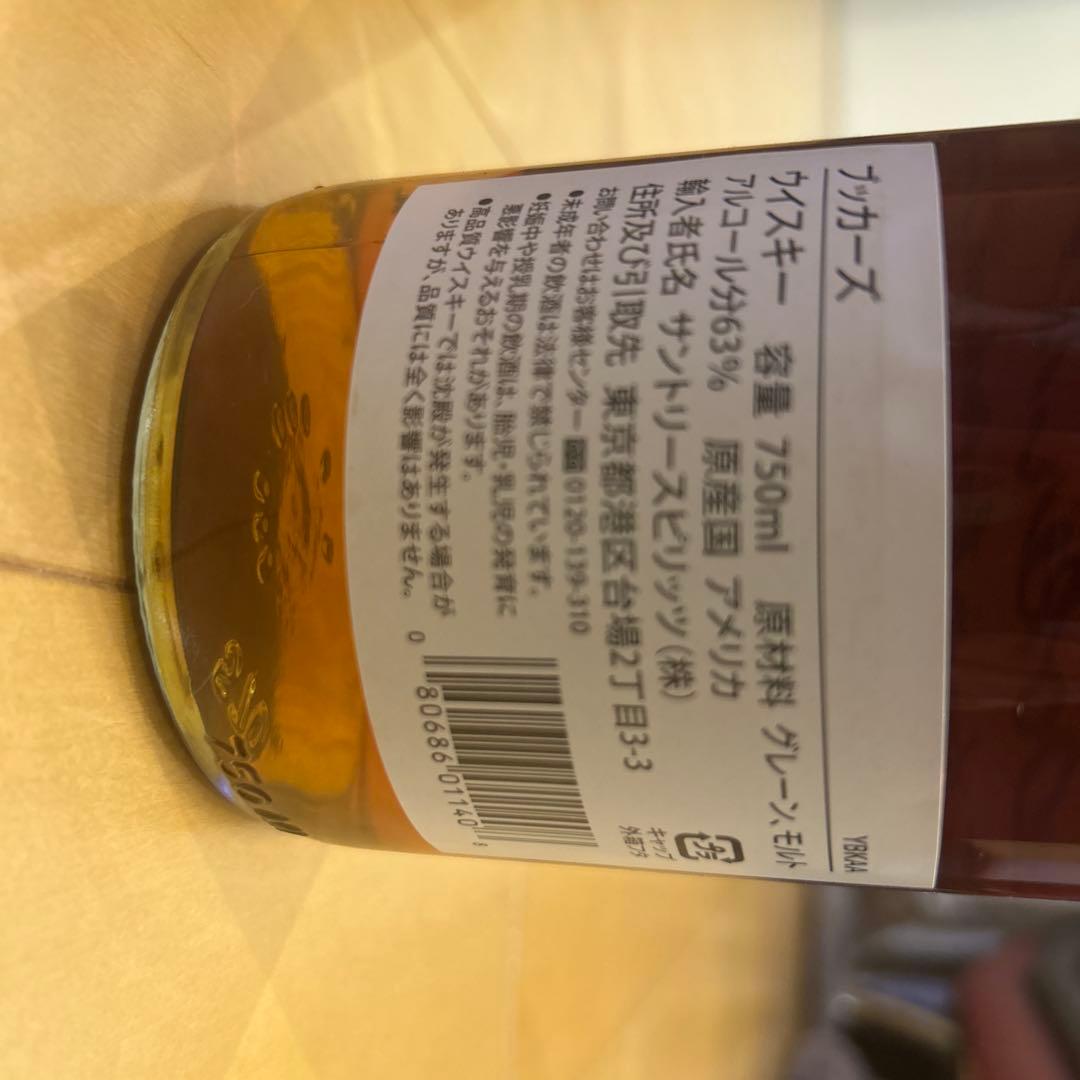 ブッカーズ
YBKAA
ウイスキー 容量 750ml 原材料 グレーン、モルト
アルコール分63% 原産国 アメリカ
輸入者氏名 サントリースピリッツ(株)
住所及び引取先 東京都港区台場2丁目3-3
お問い合わせはお客様センター 0120-139-310
●未成年者の飲酒は法律で禁じられています。
●妊娠中や授乳期の飲酒は、胎児・乳児の発育に
悪影響を与えるおそれがあります。
●高品質ウイスキーでは沈殿が発生する場合が
ありますが、品質には全く影響はありません。
プラ
キャップ
0 80686 01140 8
750